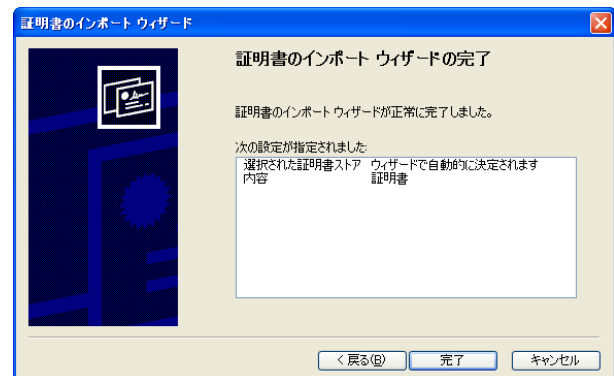 証明書のインポート ウィザード
証明書のインポート ウィザードの完了
証明書のインポート ウィザードが正常に完了しました。
次の設定が指定されました:
選択された証明書ストア ウィザードで自動的に決定されます
内容 証明書
< 戻る(B) 完了 キャンセル